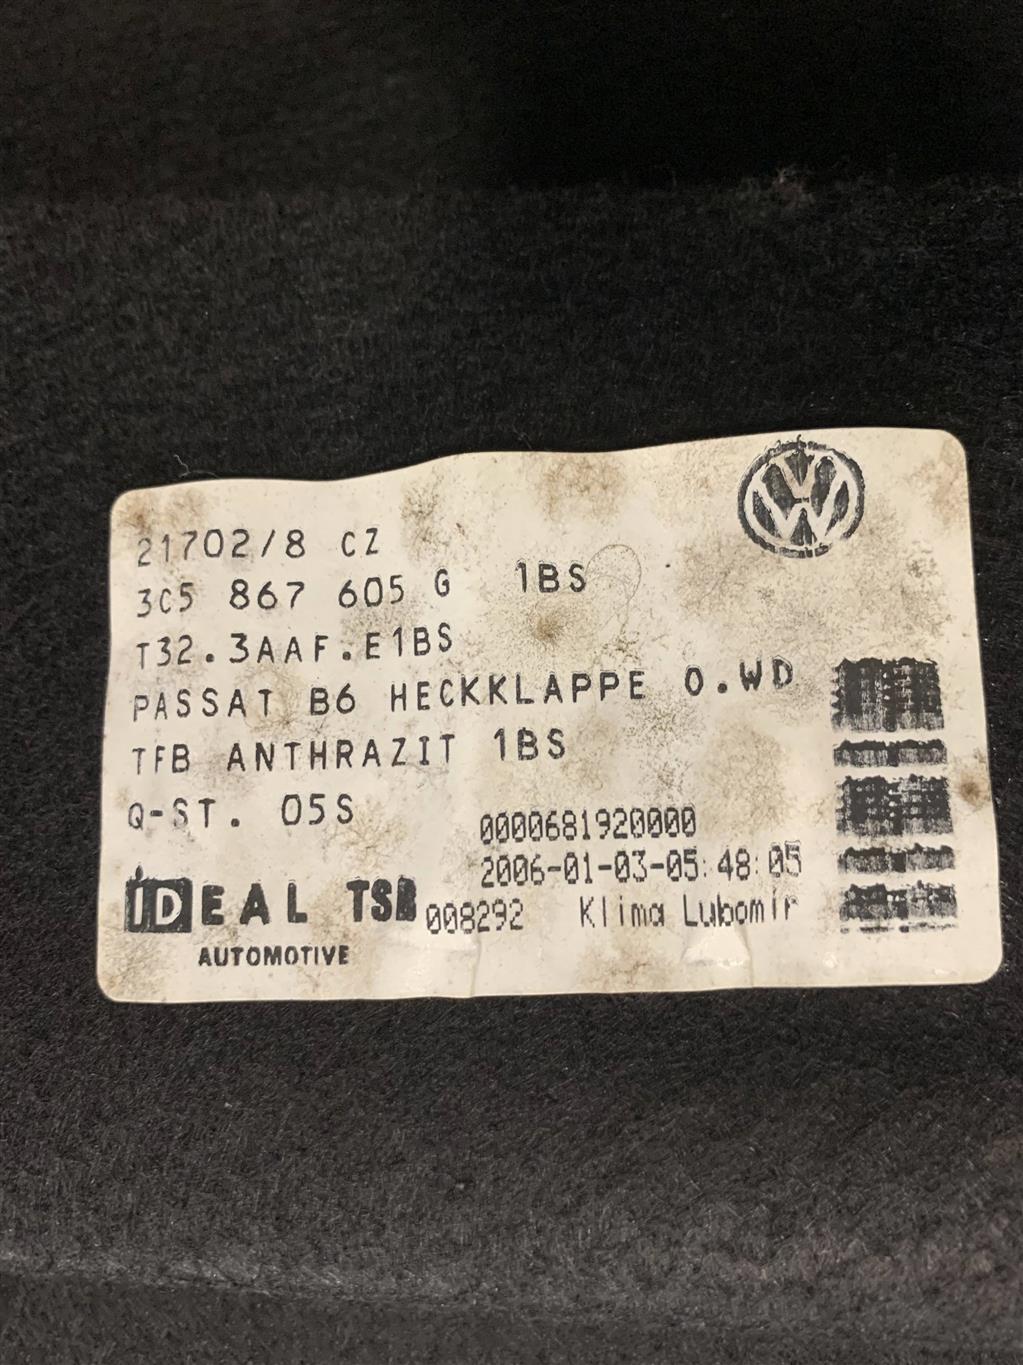 21702/8 CZ
3C5 867 605 G 1BS
T32.3AAF.E1BS
PASSAT B6 HECKKLAPPE O.WD
TFB ANTHRAZIT 1BS
Q-ST. 05S
0000681920000
2006-01-03-05:48:05
IDEAL TSB 008292 Klima Lubomir
AUTOMOTIVE